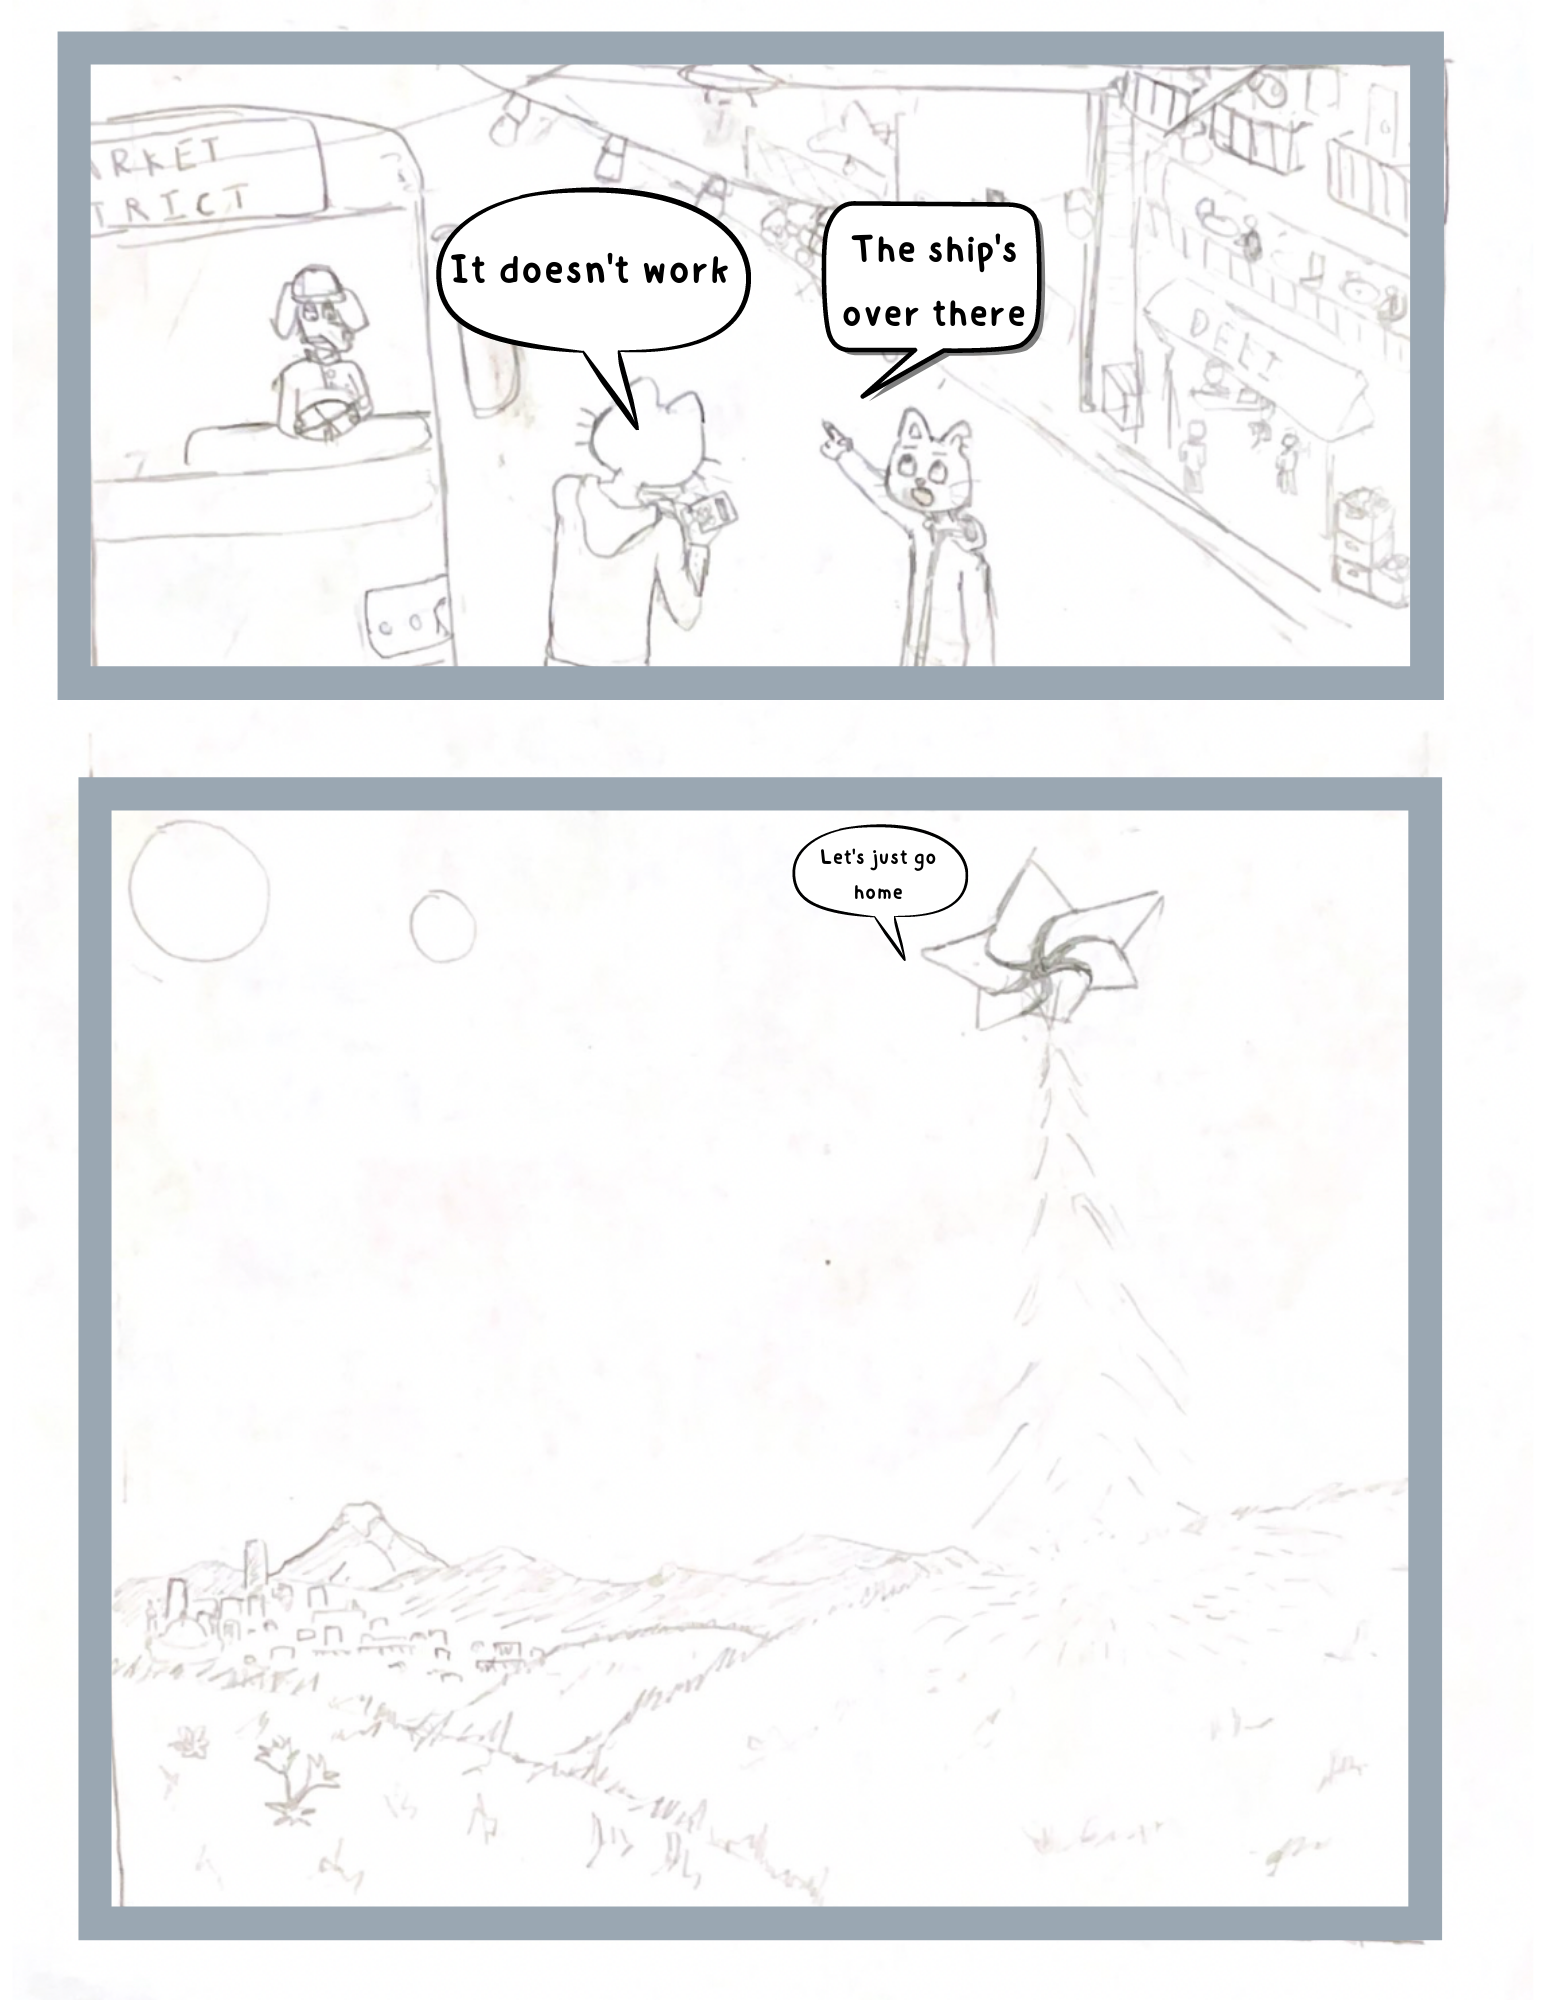 ARKET
TRICT
It doesn't work
The ship's
over there
DELI
Let's just go
home